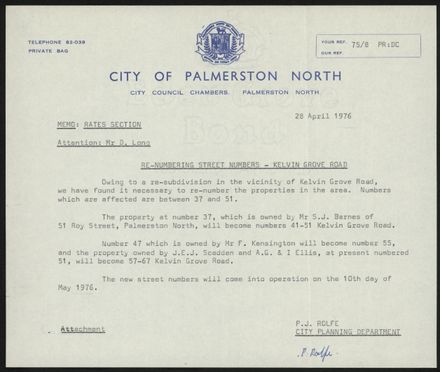 TELEPHONE 82-039
PRIVATE BAG
YOUR REF. 75/8 PR:DC
OUR REF.
CITY OF PALMERSTON NORTH
CITY COUNCIL CHAMBERS. PALMERSTON NORTH.
28 April 1976
MEMO: RATES SECTION
Attention: Mr D. Long
RE-NUMBERING STREET NUMBERS - KELVIN GROVE ROAD
Owing to a re-subdivision in the vicinity of Kelvin Grove Road,
we have found it necessary to re-number the properties in the area. Numbers
which are affected are between 37 and 51.
The property at number 37, which is owned by Mr S.J. Barnes of
51 Roy Street, Palmerston North, will become numbers 41-51 Kelvin Grove Road.
Number 47 which is owned by Mr F. Kensington will become number 55,
and the property owned by J.E.J. Scadden and A.G. & I Ellis, at present numbered
51, will become 57-67 Kelvin Grove Road.
The new street numbers will come into operation on the 10th day of
May 1976.
Attachment
P.J. ROLFE
CITY PLANNING DEPARTMENT
P. Rolfe.